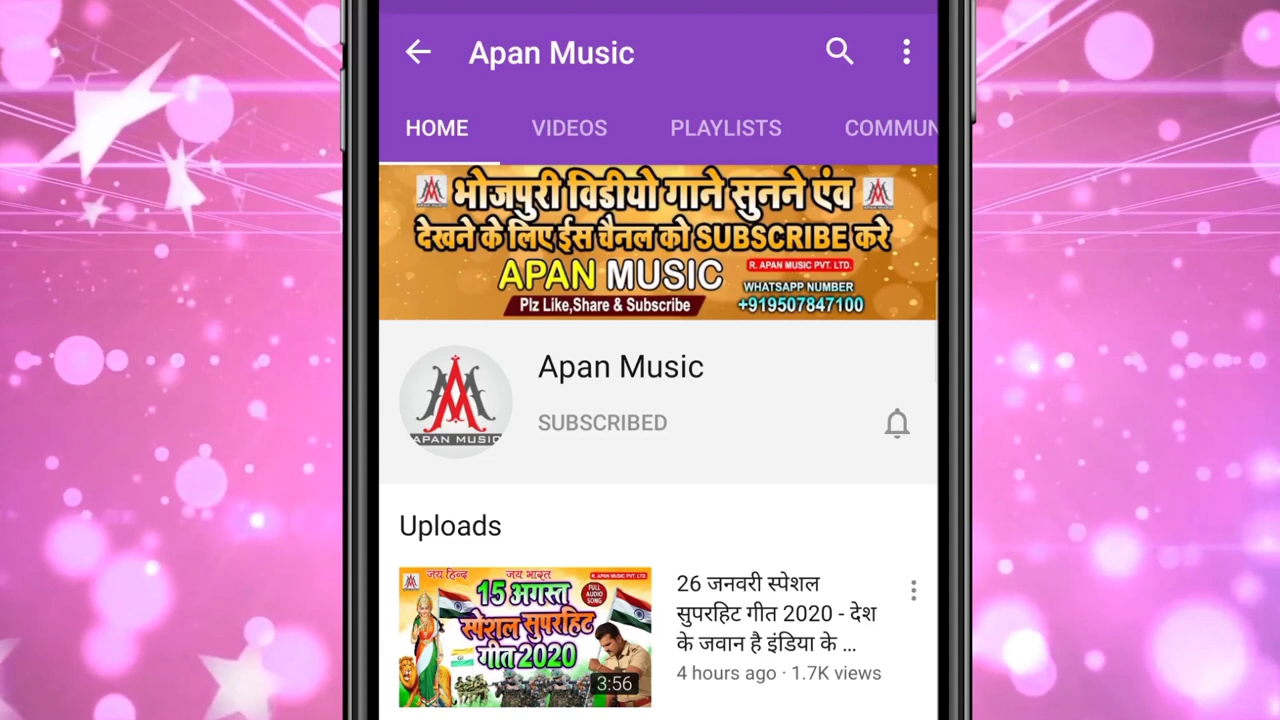 Apan Music
HOME VIDEOS PLAYLISTS COMMUN
भोजपुरी विडीयो गाने सुनने एंव
देखने के लिए ईस चैनल को SUBSCRIBE करे
APAN MUSIC
R. APAN MUSIC PVT. LTD.
WHATSAPP NUMBER
+919507847100
Plz Like,Share & Subscribe
Apan Music
SUBSCRIBED
APAN MUSIC
Uploads
जय हिन्द जय भारत
R. APAN MUSIC PVT. LTD
15 अगस्त
FULL
AUDIO
SONG
स्पेशल सुपरहिट
गीत 2020
3:56
26 जनवरी स्पेशल
सुपरहिट गीत 2020 - देश
के जवान है इंडिया के ...
4 hours ago · 1.7K views